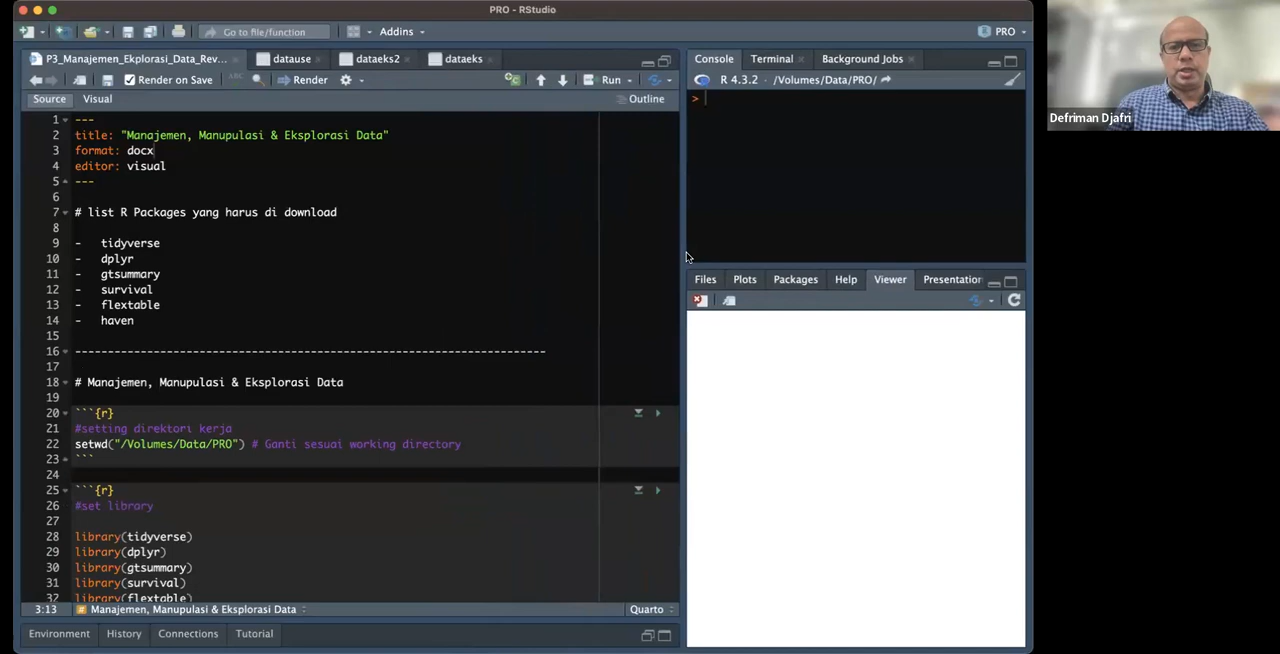 PRO - RStudio
Go to file/function
Addins
PRO
P3_Manajemen_Ekplorasi_Data_Rev...
datause
dataeks2
dataeks
Render on Save
ABC
Render
Run
Source
Visual
Outline
1 ---
2 title: "Manajemen, Manupulasi & Eksplorasi Data"
3 format: docx
4 editor: visual
5 ---
6
7 # list R Packages yang harus di download
8
9 - tidyverse
10 - dplyr
11 - gtsummary
12 - survival
13 - flextable
14 - haven
15
16 -------------------------------------------------------------------------
17
18 # Manajemen, Manupulasi & Eksplorasi Data
19
20 ```{r}
21 #setting direktori kerja
22 setwd("/Volumes/Data/PRO") # Ganti sesuai working directory
23 ```
24
25 ```{r}
26 #set library
27
28 library(tidyverse)
29 library(dplyr)
30 library(gtsummary)
31 library(survival)
32 library(flextable)
3:13
# Manajemen, Manupulasi & Eksplorasi Data
Quarto
Environment
History
Connections
Tutorial
Console
Terminal
Background Jobs
R 4.3.2 · /Volumes/Data/PRO/
>
Files
Plots
Packages
Help
Viewer
Presentation
Defriman Djafri